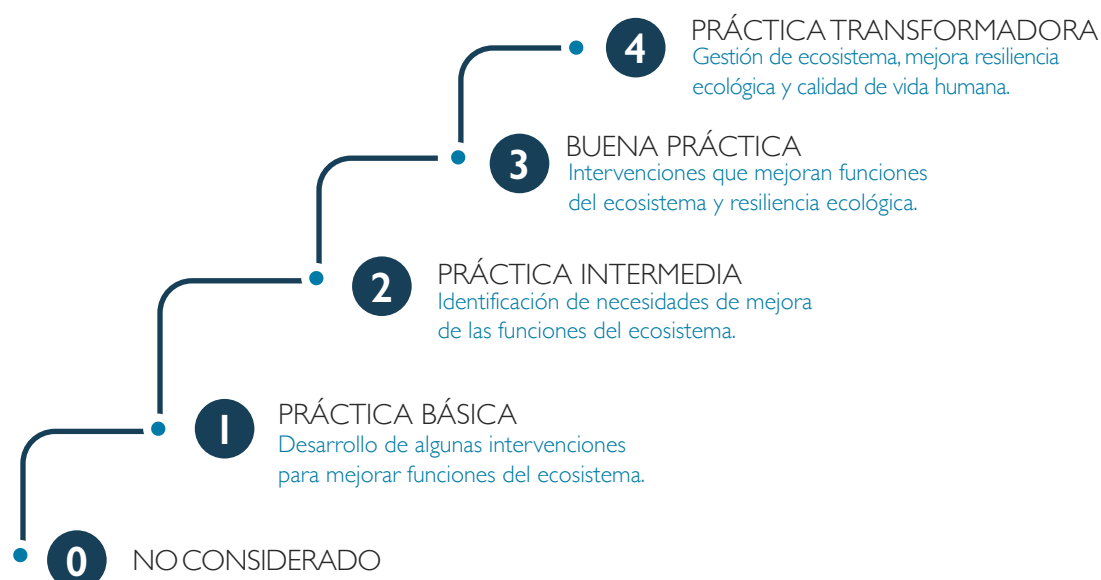 4
PRÁCTICA TRANSFORMADORA
Gestión de ecosistema, mejora resiliencia
ecológica y calidad de vida humana.
3
BUENA PRÁCTICA
Intervenciones que mejoran funciones
del ecosistema y resiliencia ecológica.
2
PRÁCTICA INTERMEDIA
Identificación de necesidades de mejora
de las funciones del ecosistema.
1
PRÁCTICA BÁSICA
Desarrollo de algunas intervenciones
para mejorar funciones del ecosistema.
0
NO CONSIDERADO